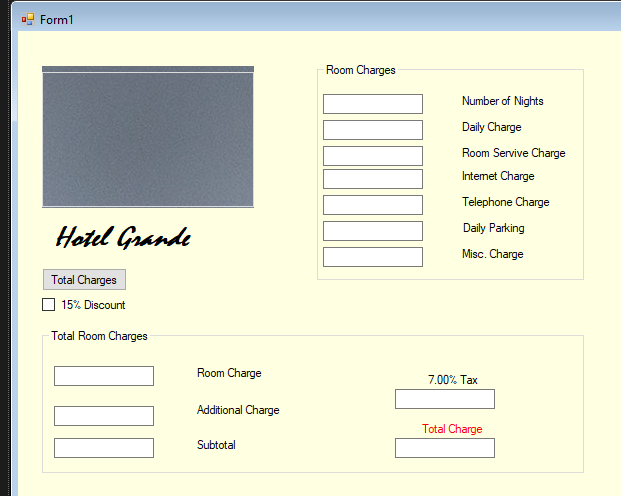 Form1
Room Charges
Number of Nights
Daily Charge
Room Servive Charge
Internet Charge
Telephone Charge
Daily Parking
Misc. Charge
Hotel Grande
Total Charges
15% Discount
Total Room Charges
Room Charge
Additional Charge
Subtotal
7.00% Tax
Total Charge